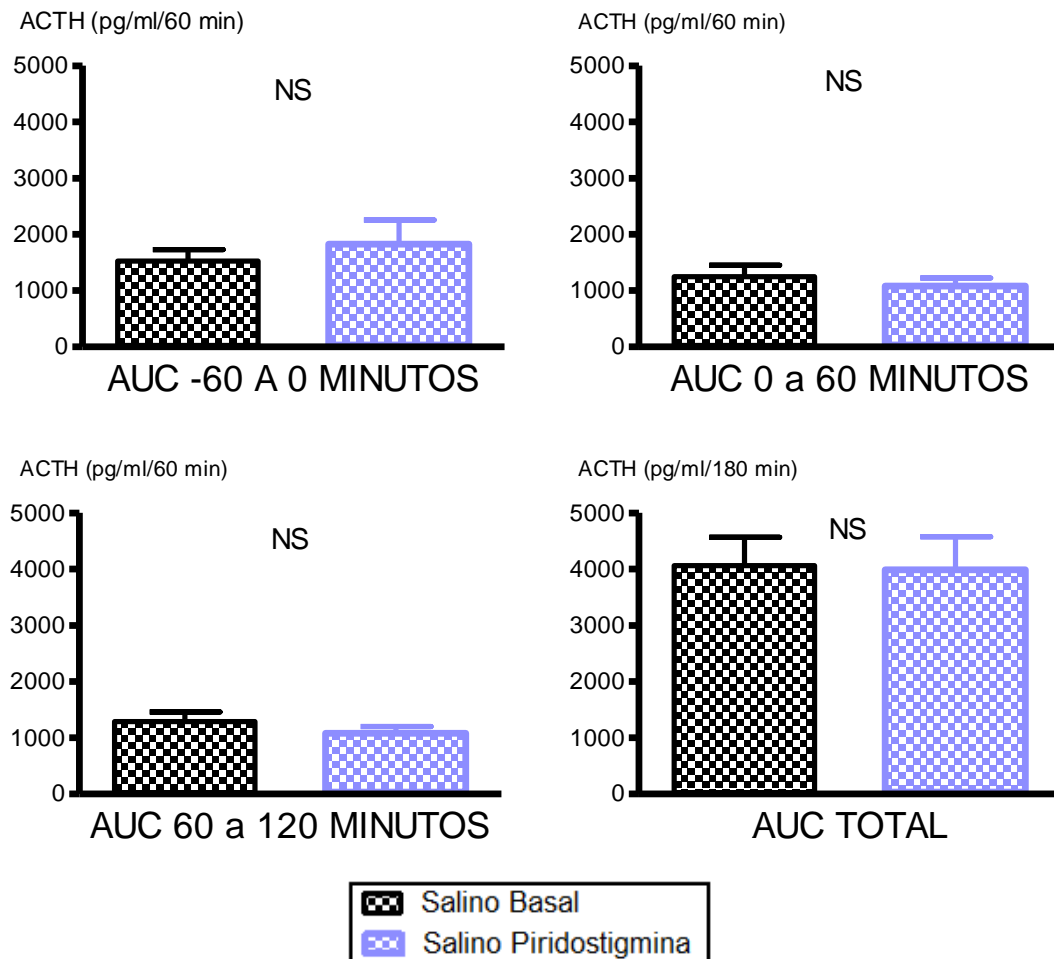 ACTH (pg/ml/60 min)
5000
4000
3000
2000
1000
0
NS
AUC -60 A 0 MINUTOS
ACTH (pg/ml/60 min)
5000
4000
3000
2000
1000
0
NS
AUC 0 a 60 MINUTOS
ACTH (pg/ml/60 min)
5000
4000
3000
2000
1000
0
NS
AUC 60 a 120 MINUTOS
ACTH (pg/ml/180 min)
5000
4000
3000
2000
1000
0
NS
AUC TOTAL
Salino Basal
Salino Piridostigmina